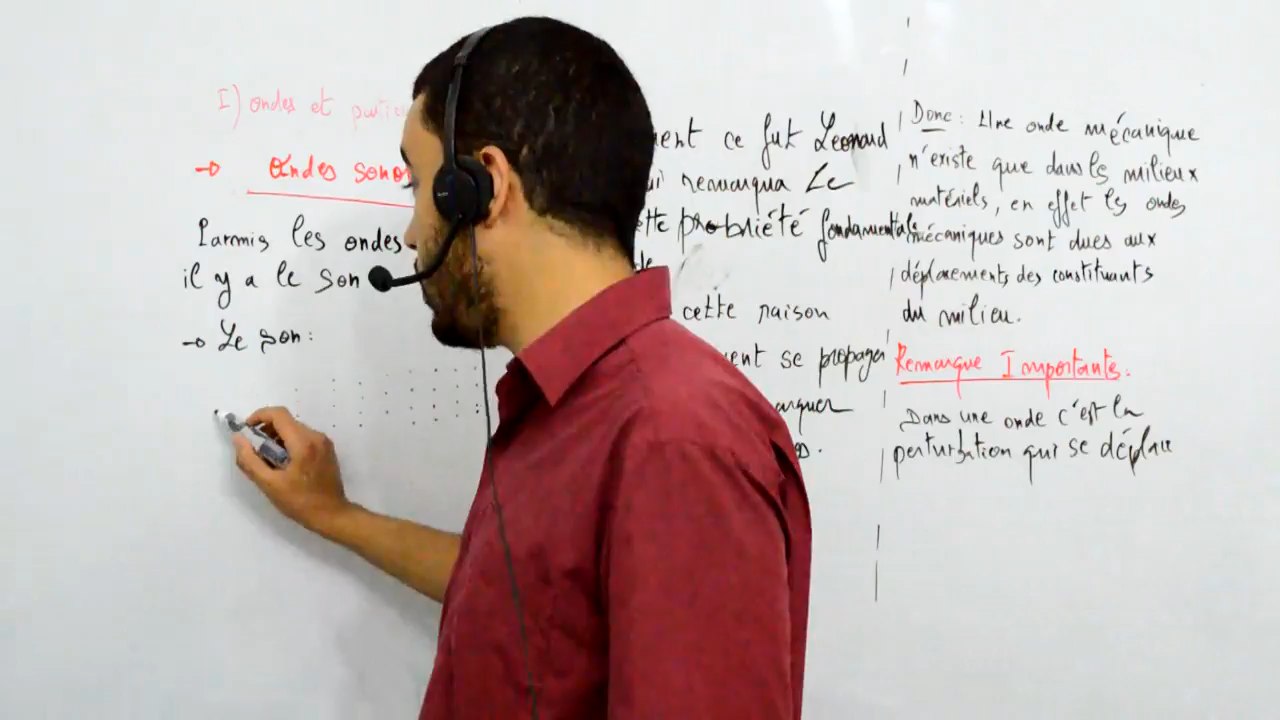 I) ondes et partic
→ Ondes sonor
Parmis les ondes
il y a le son
→ Le son:
ent ce fut Leonard
ui remarqua Le
ette propriété fondamentale
de
cette raison
ent se propager
arquer
Donc : Une onde mécanique
n'existe que dans les milieux
matériels, en effet les ondes
mécaniques sont dues aux
déplacements des constituants
du milieu.
Remarque Importante.
Dans une onde c'est la
perturbation qui se déplace